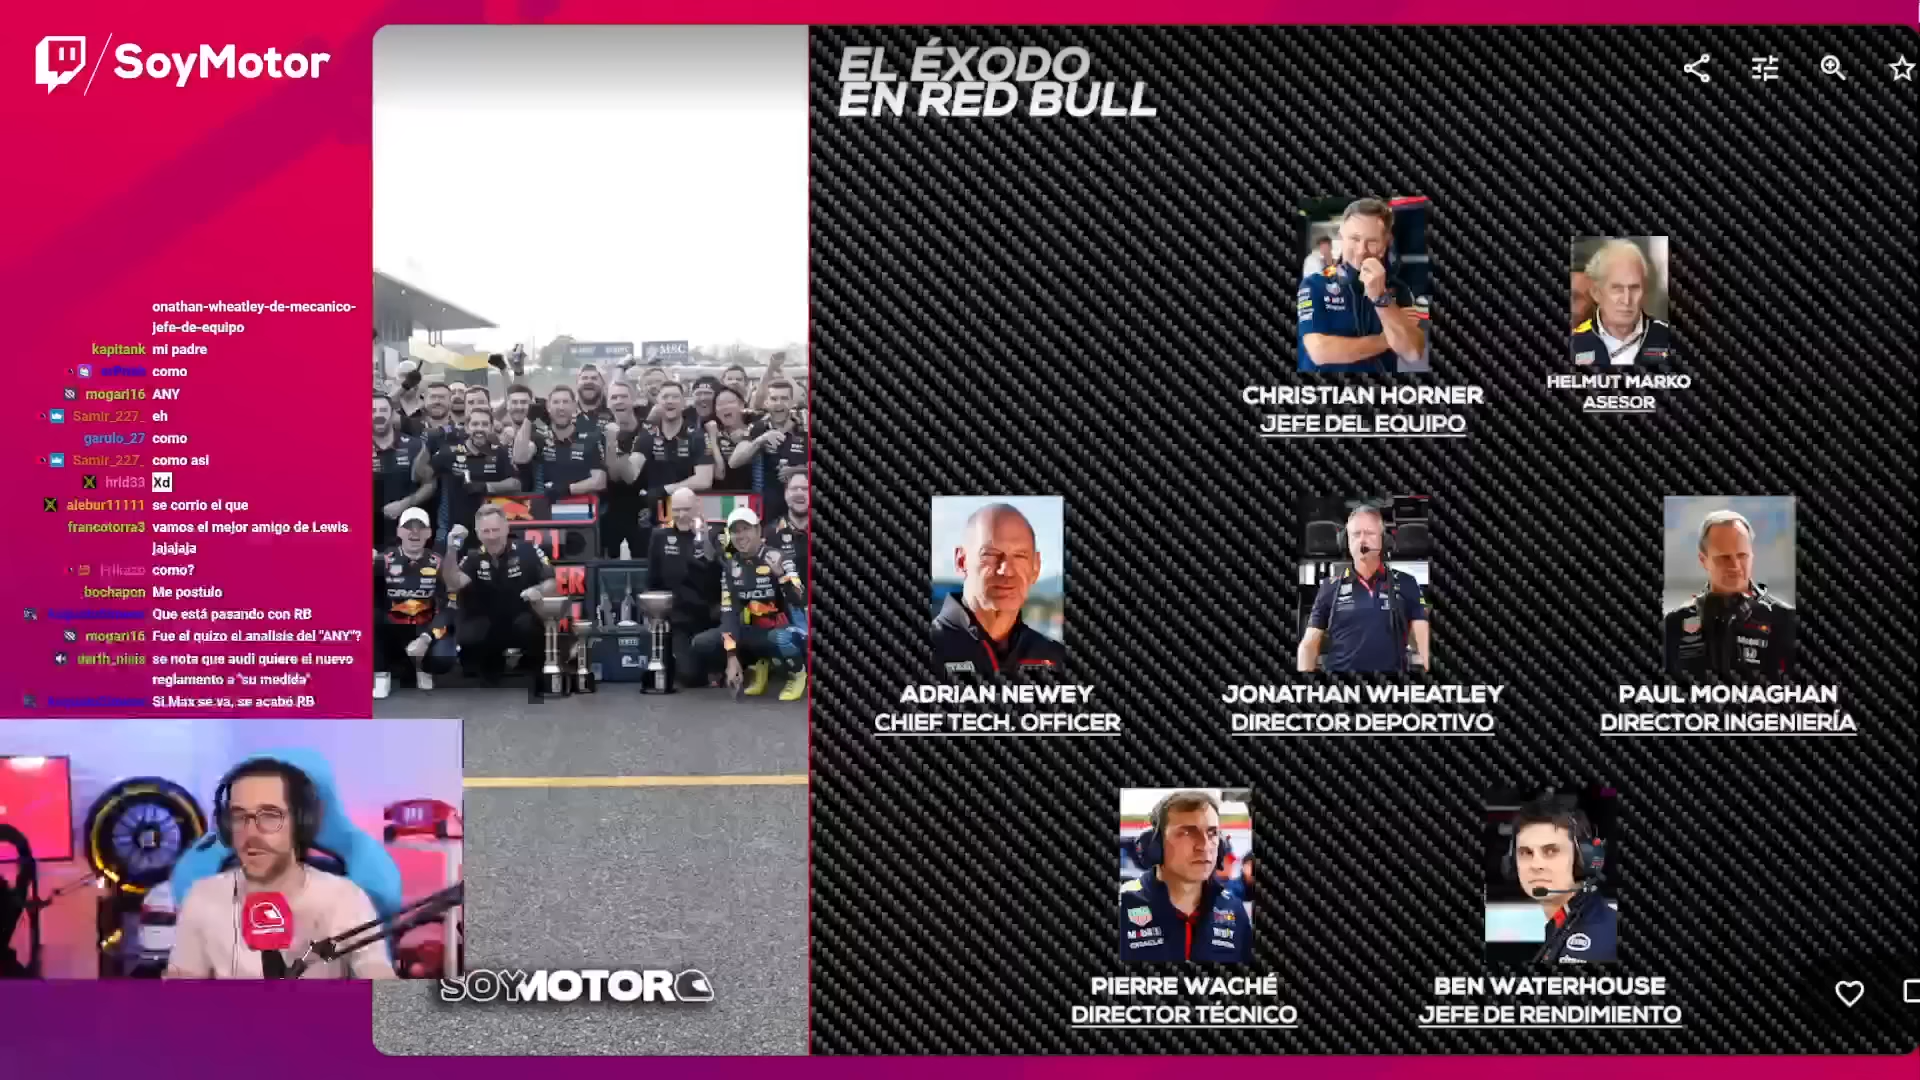 SoyMotor
onathan-wheatley-de-mecanico-
jefe-de-equipo
kapitank mi padre
como
mogari16 ANY
Samir_227_ eh
garulo_27 como
Samir_227_ como asi
hrld33 Xd
alebur11111 se corrio el que
francotorra3 vamos el mejor amigo de Lewis
jajajaja
Frikazo como?
bochapon Me postulo
Que está pasando con RB
mogari16 Fue el quizo el analisis del "ANY"?
darth_niris se nota que audi quiere el nuevo
reglamento a "su medida"
Si Max se va, se acabó RB
MSC
ORACLE
SOYMOTOR
EL ÉXODO
EN RED BULL
CHRISTIAN HORNER
JEFE DEL EQUIPO
HELMUT MARKO
ASESOR
ADRIAN NEWEY
CHIEF TECH. OFFICER
JONATHAN WHEATLEY
DIRECTOR DEPORTIVO
PAUL MONAGHAN
DIRECTOR INGENIERÍA
PIERRE WACHÉ
DIRECTOR TÉCNICO
BEN WATERHOUSE
JEFE DE RENDIMIENTO